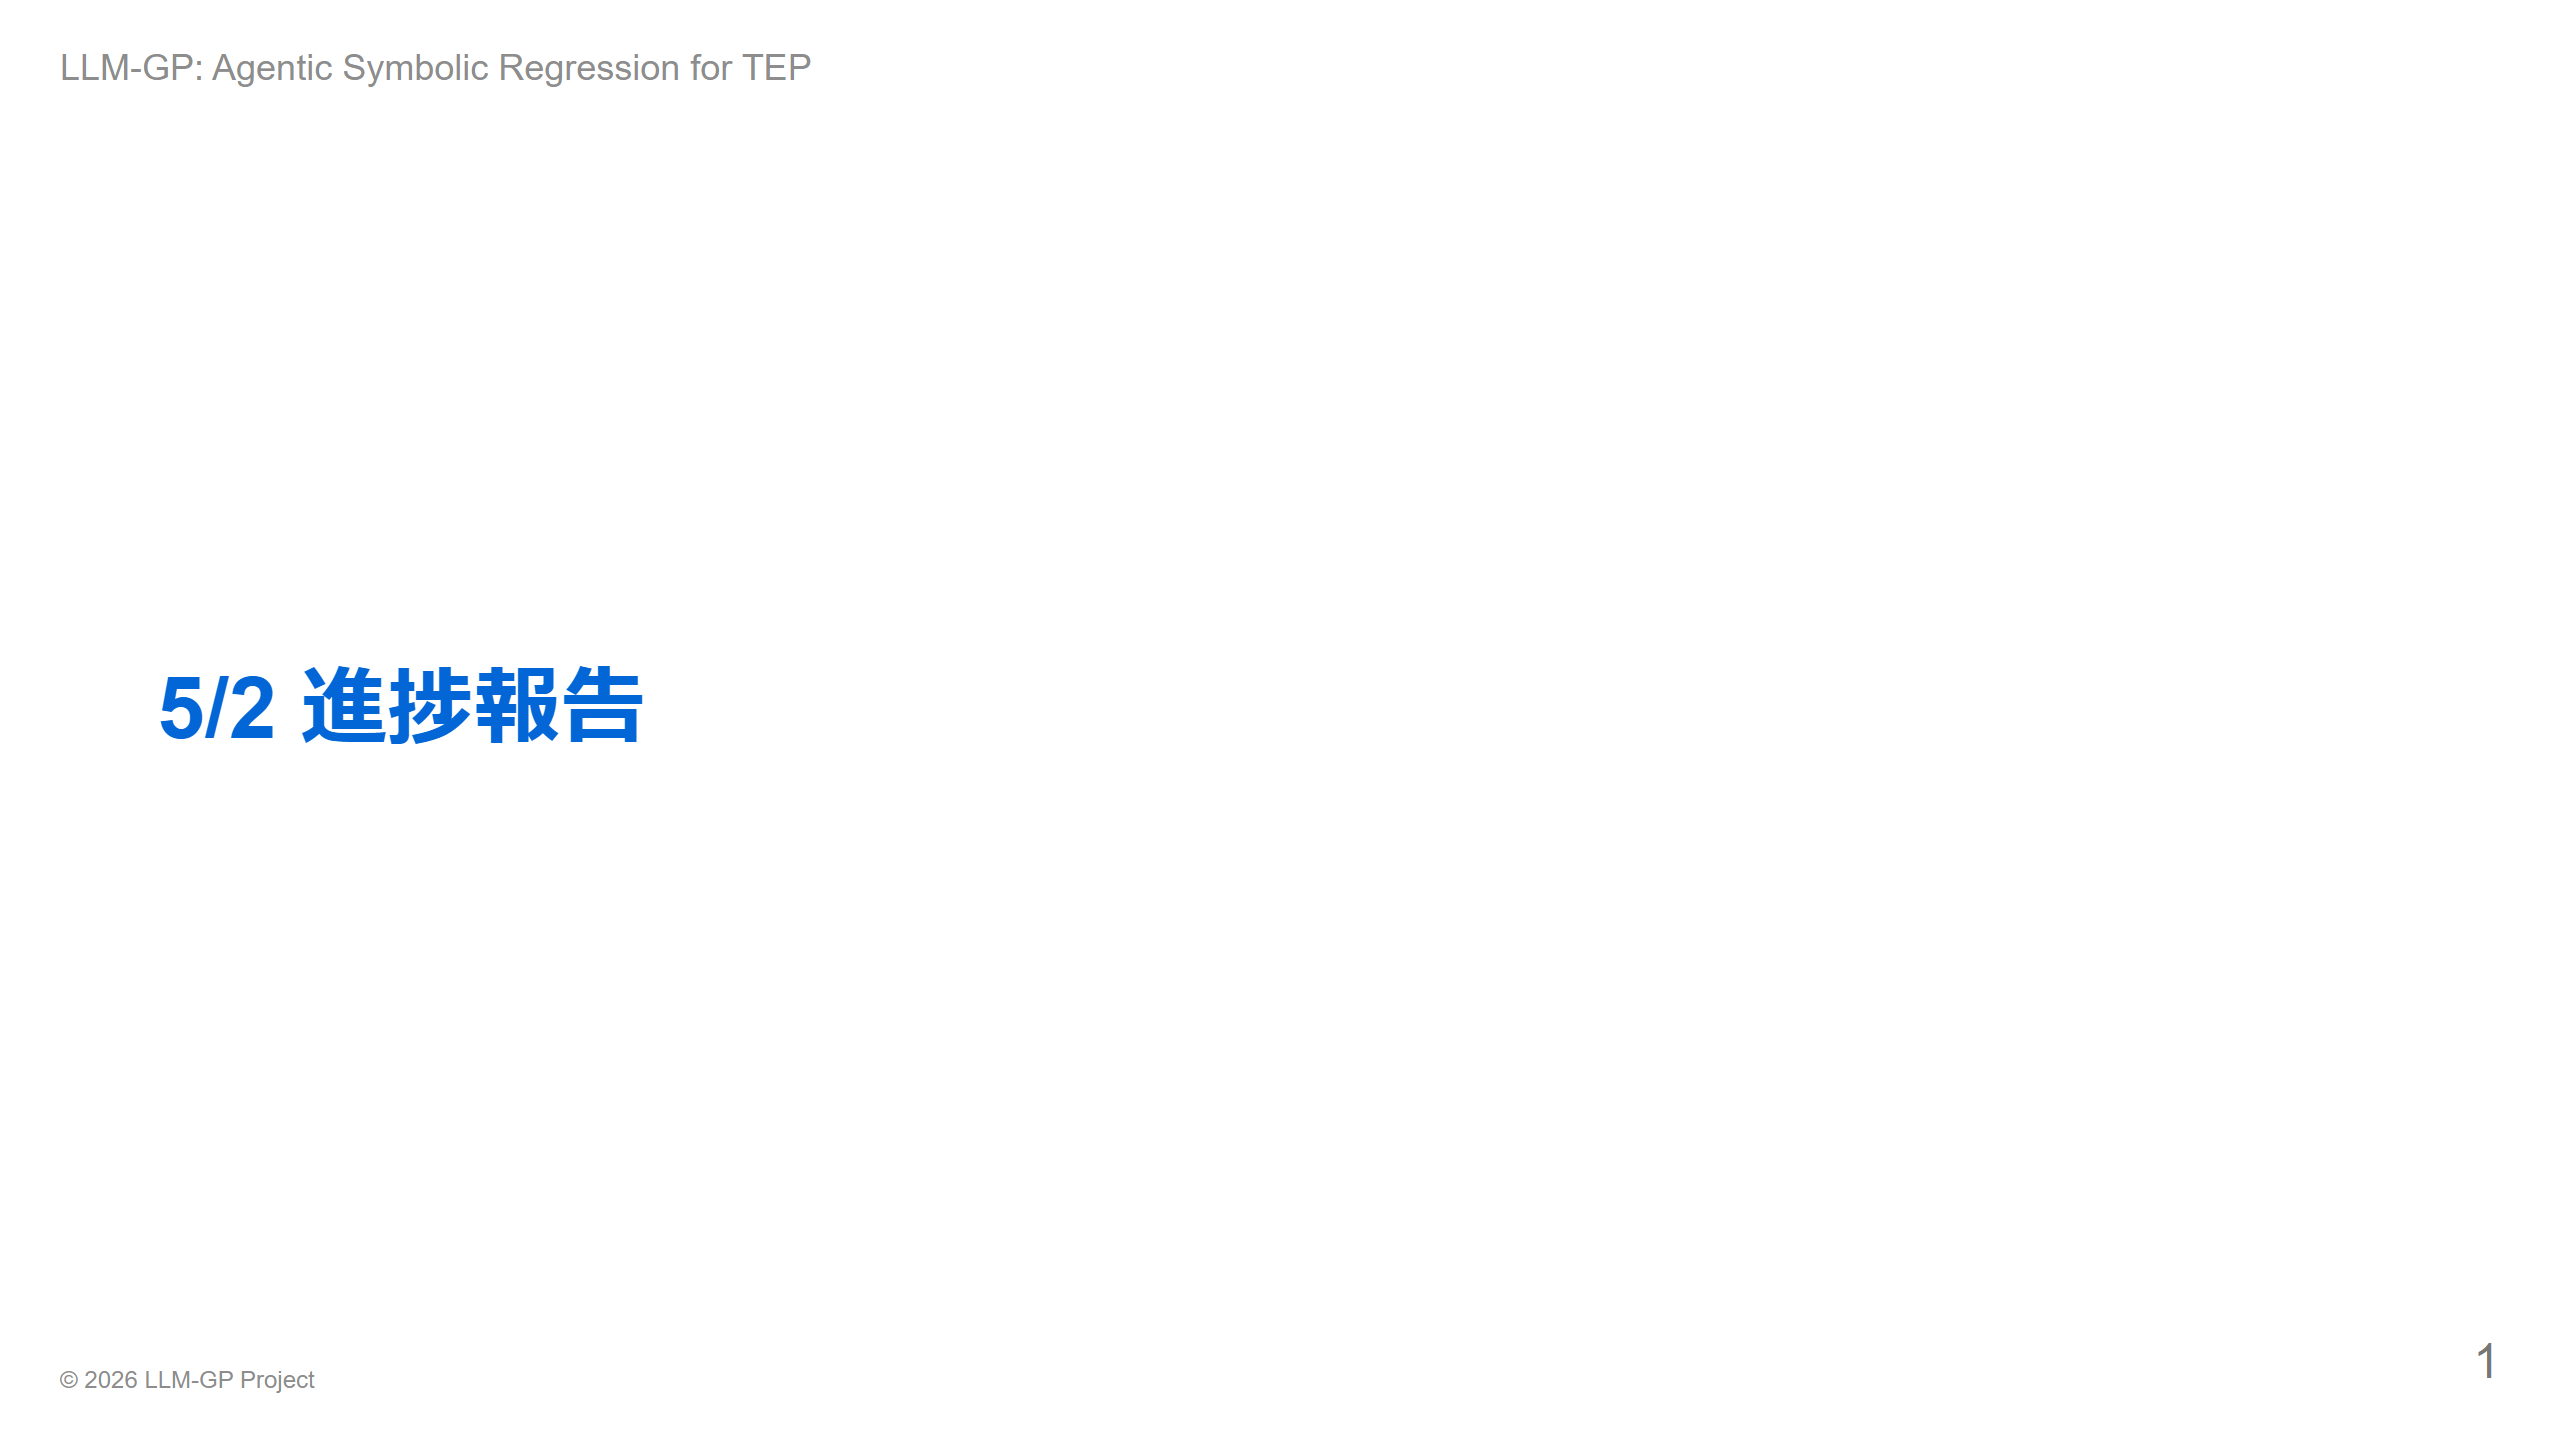 LLM-GP: Agentic Symbolic Regression for TEP
5/2 進捗報告
© 2026 LLM-GP Project
1